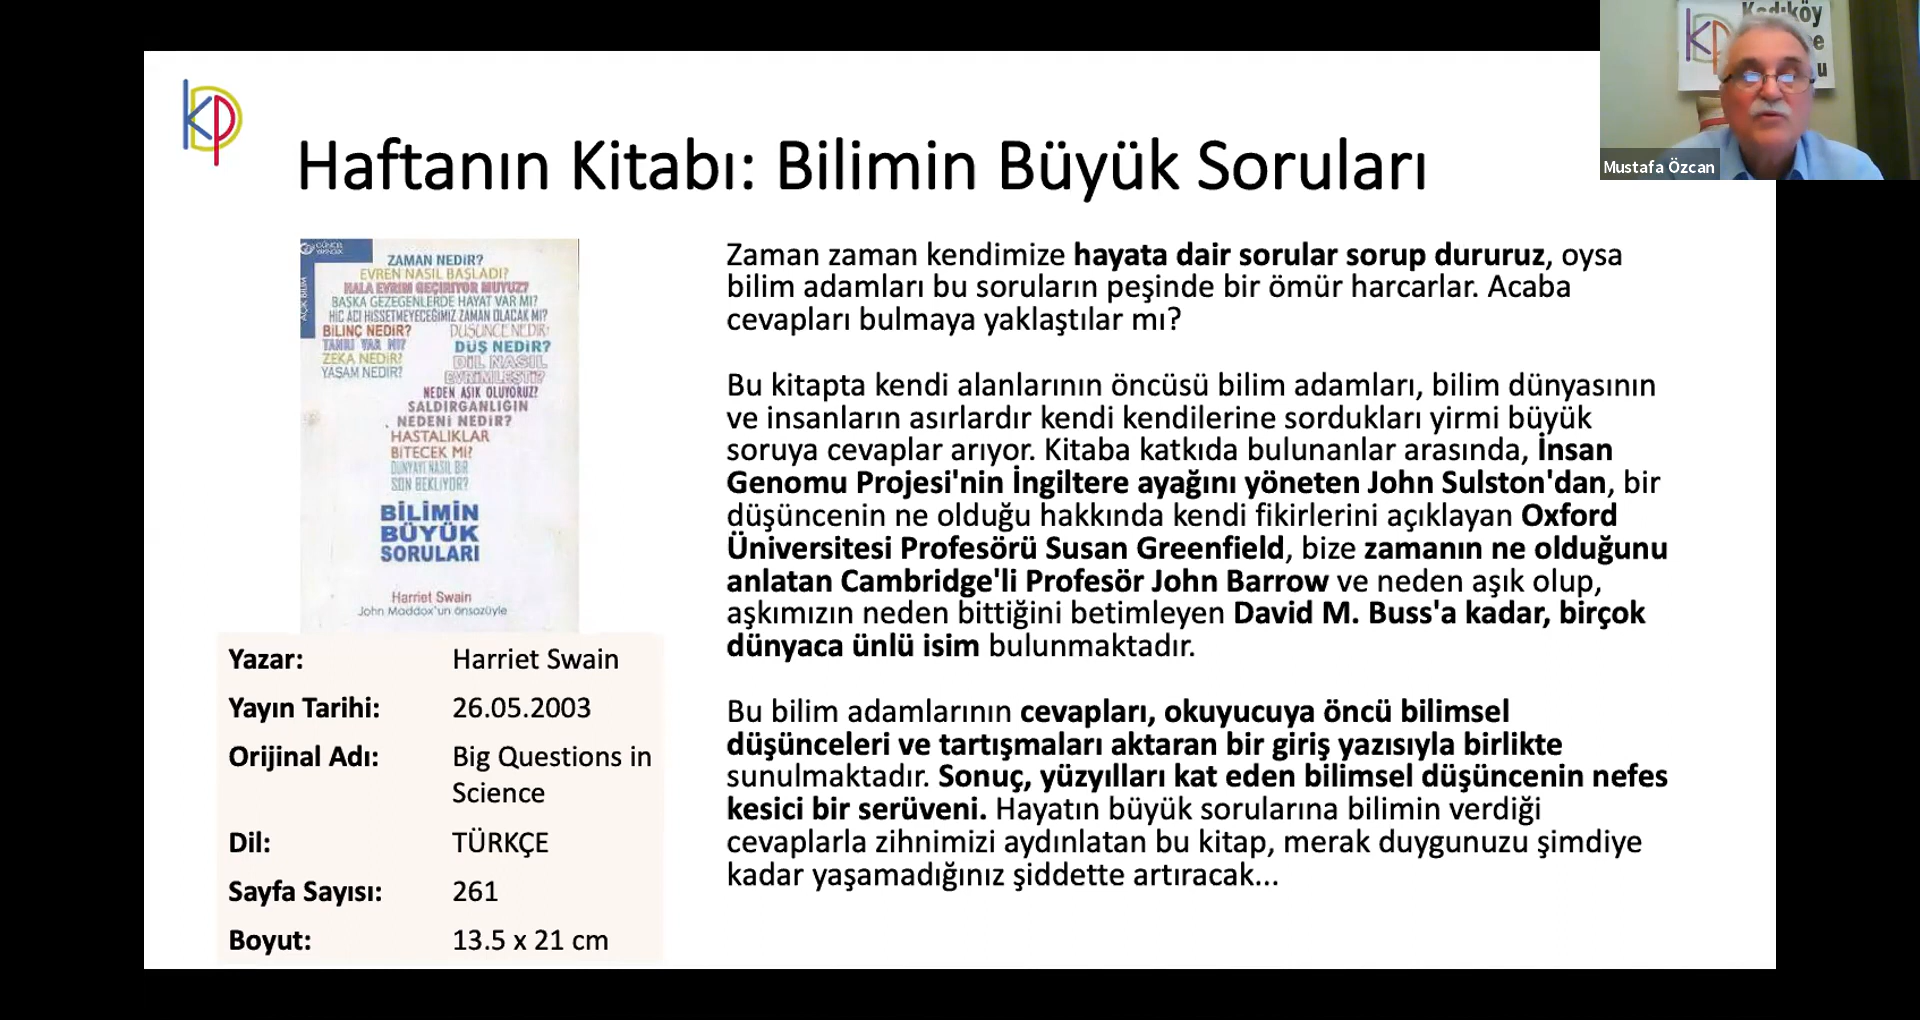 Kadıköy
Mustafa Özcan
Haftanın Kitabı: Bilimin Büyük Soruları
GÜNCEL
YAYINCILIK
AÇIK BİLİM
ZAMAN NEDİR?
EVREN NASIL BAŞLADI?
HALA EVRİM GEÇİRİYOR MUYUZ?
BAŞKA GEZEGENLERDE HAYAT VAR MI?
HİÇ ACI HİSSETMEYECEĞİMİZ ZAMAN OLACAK MI?
BİLİNÇ NEDİR? DÜŞÜNCE NEDİR?
TANRI VAR MI? DÜŞ NEDİR?
ZEKA NEDİR? DİL NASIL
YAŞAM NEDİR? EVRİMLEŞTİ?
NEDEN AŞIK OLUYORUZ?
SALDIRGANLIĞIN
NEDENİ NEDİR?
HASTALIKLAR
BİTECEK Mİ?
DÜNYAYI NASIL BİR
SON BEKLİYOR?
BİLİMİN
BÜYÜK
SORULARI
Harriet Swain
John Maddox'un önsözüyle
Yazar: Harriet Swain
Yayın Tarihi: 26.05.2003
Orijinal Adı: Big Questions in
Science
Dil: TÜRKÇE
Sayfa Sayısı: 261
Boyut: 13.5 x 21 cm
Zaman zaman kendimize hayata dair sorular sorup dururuz, oysa
bilim adamları bu soruların peşinde bir ömür harcarlar. Acaba
cevapları bulmaya yaklaştılar mı?
Bu kitapta kendi alanlarının öncüsü bilim adamları, bilim dünyasının
ve insanların asırlardır kendi kendilerine sordukları yirmi büyük
soruya cevaplar arıyor. Kitaba katkıda bulunanlar arasında, İnsan
Genomu Projesi'nin İngiltere ayağını yöneten John Sulston'dan, bir
düşüncenin ne olduğu hakkında kendi fikirlerini açıklayan Oxford
Üniversitesi Profesörü Susan Greenfield, bize zamanın ne olduğunu
anlatan Cambridge'li Profesör John Barrow ve neden aşık olup,
aşkımızın neden bittiğini betimleyen David M. Buss'a kadar, birçok
dünyaca ünlü isim bulunmaktadır.
Bu bilim adamlarının cevapları, okuyucuya öncü bilimsel
düşünceleri ve tartışmaları aktaran bir giriş yazısıyla birlikte
sunulmaktadır. Sonuç, yüzyılları kat eden bilimsel düşüncenin nefes
kesici bir serüveni. Hayatın büyük sorularına bilimin verdiği
cevaplarla zihnimizi aydınlatan bu kitap, merak duygunuzu şimdiye
kadar yaşamadığınız şiddette artıracak...